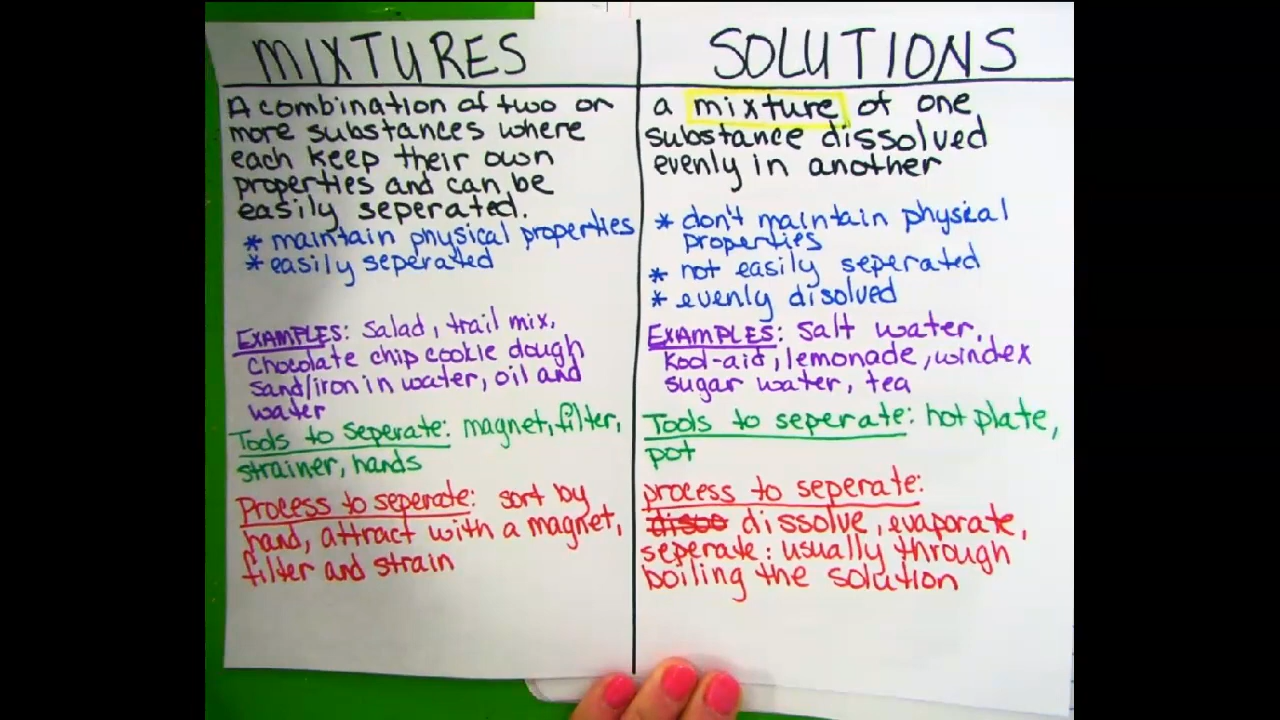 MIXTURES
A combination of two or
more substances where
each keep their own
properties and can be
easily seperated.
* maintain physical properties
* easily seperated
EXAMPLES: salad, trail mix,
chocolate chip cookie dough
sand/iron in water, oil and
water
Tools to seperate: magnet, filter,
strainer, hands
Process to seperate: sort by
hand, attract with a magnet,
filter and strain
SOLUTIONS
a mixture of one
substance dissolved
evenly in another
* don't maintain physical
properties
* not easily seperated
* evenly disolved
EXAMPLES: salt water,
Kool-aid, lemonade, windex
sugar water, tea
Tools to seperate: hot plate,
pot
process to seperate:
dissolve, evaporate,
seperate: usually through
boiling the solution